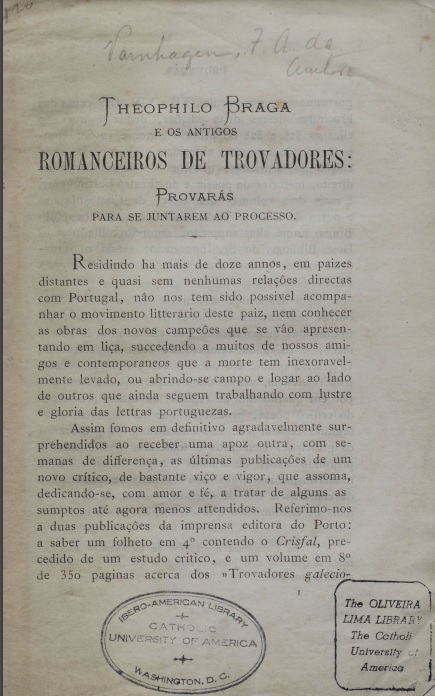 120
Varnhagen, F. A. de
Author
THEOPHILO BRAGA
E OS ANTIGOS
ROMANCEIROS DE TROVADORES:
PROVARÁS
PARA SE JUNTAREM AO PROCESSO.
Residindo ha mais de doze annos, em paizes
distantes e quasi sem nenhumas relações directas
com Portugal, não nos tem sido possivel acompa-
nhar o movimento litterario deste paiz, nem conhecer
as obras dos novos campeões que se vão apresen-
tando em liça, succedendo a muitos de nossos ami-
gos e contemporaneos que a morte tem inexoravel-
mente levado, ou abrindo-se campo e logar ao lado
de outros que ainda seguem trabalhando com lustre
e gloria das lettras portuguezas.
Assim fomos em definitivo agradavelmente sur-
prehendidos ao receber uma apoz outra, com se-
manas de differença, as últimas publicações de um
novo crítico, de bastante viço e vigor, que assoma,
dedicando-se, com amor e fé, a tratar de alguns as
sumptos até agora menos attendidos. Referimo-nos
a duas publicações da imprensa editora do Porto:
a saber um folheto em 4º contendo o Crisfal, pre-
cedido de um estudo critico, e um volume em 8º
de 350 paginas acerca dos »Trovadores galecio-
IBERO-AMERICAN LIBRARY
CATHOLIC
UNIVERSITY OF AMERICA
WASHINGTON, D. C.
The OLIVEIRA
LIMA LIBRARY
The Catholi
University of
America